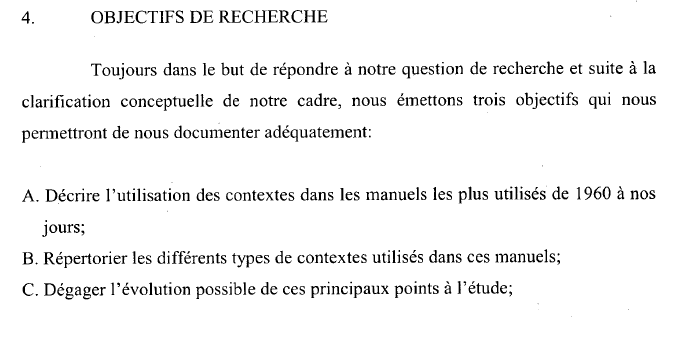 4. OBJECTIFS DE RECHERCHE
Toujours dans le but de répondre à notre question de recherche et suite à la
clarification conceptuelle de notre cadre, nous émettons trois objectifs qui nous
permettront de nous documenter adéquatement:
A. Décrire l'utilisation des contextes dans les manuels les plus utilisés de 1960 à nos
jours;
B. Répertorier les différents types de contextes utilisés dans ces manuels;
C. Dégager l'évolution possible de ces principaux points à l'étude;